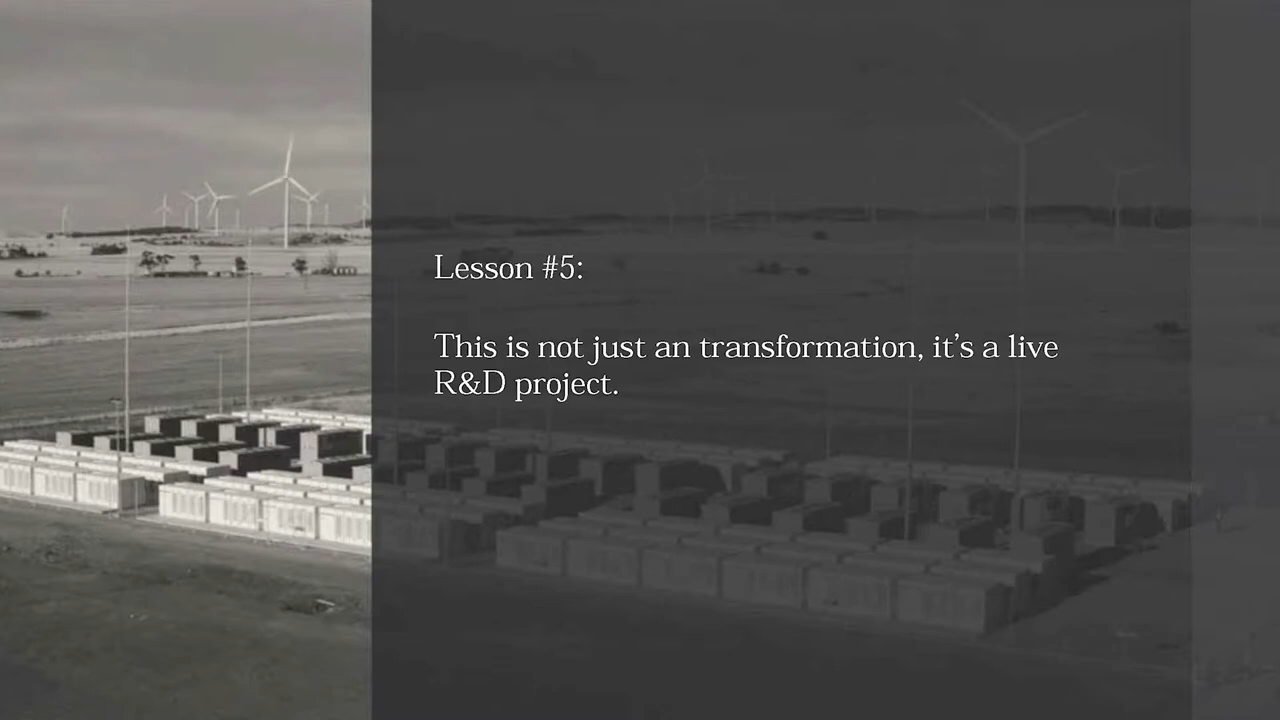 Lesson #5:
This is not just an transformation, it's a live
R&D project.